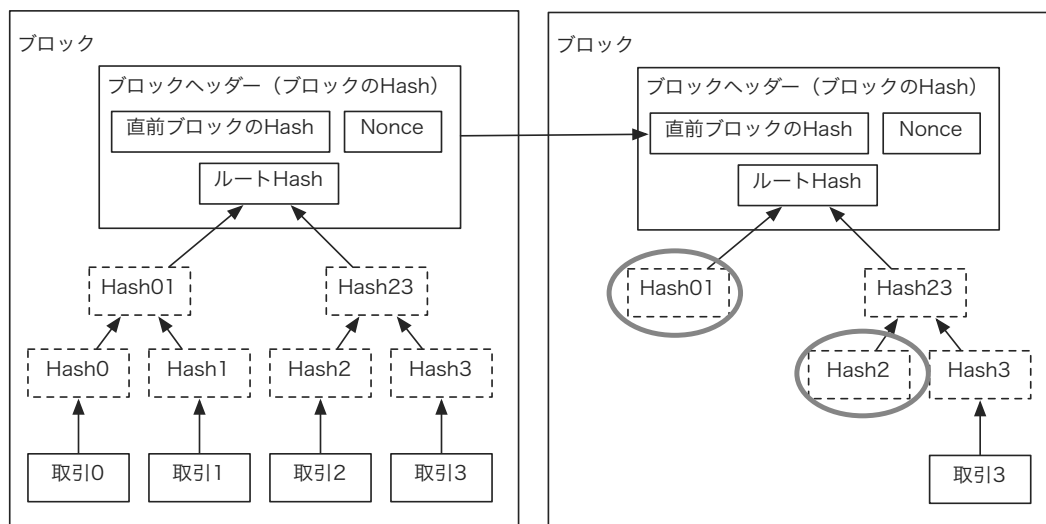 ブロック
ブロックヘッダー（ブロックのHash）
直前ブロックのHash
Nonce
ルートHash
Hash01
Hash23
Hash0
Hash1
Hash2
Hash3
取引0
取引1
取引2
取引3
ブロック
ブロックヘッダー（ブロックのHash）
直前ブロックのHash
Nonce
ルートHash
Hash01
Hash23
Hash2
Hash3
取引3